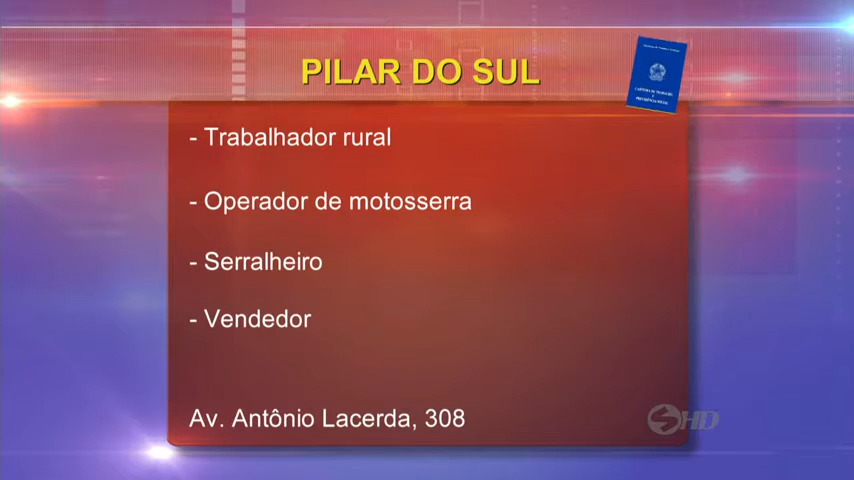 PILAR DO SUL
- Trabalhador rural
- Operador de motosserra
- Serralheiro
- Vendedor
Av. Antônio Lacerda, 308
HD